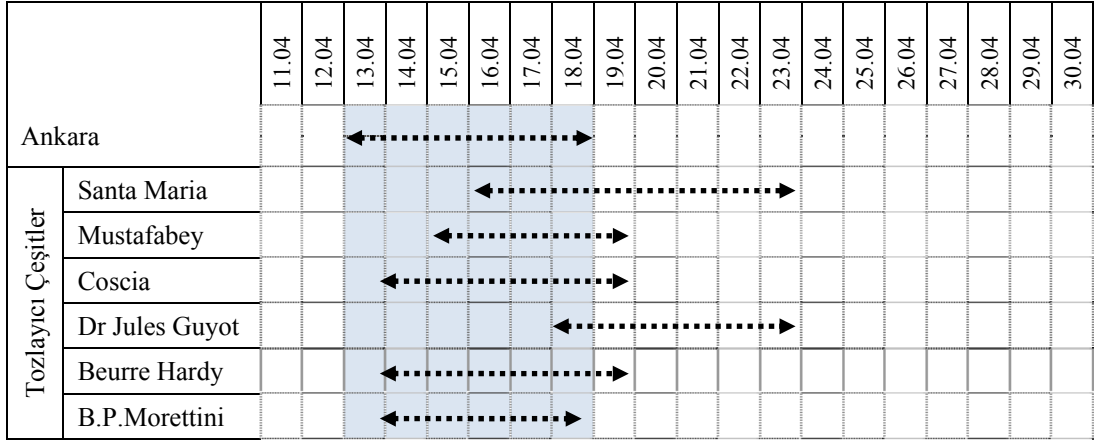 11.04 12.04 13.04 14.04 15.04 16.04 17.04 18.04 19.04 20.04 21.04 22.04 23.04 24.04 25.04 26.04 27.04 28.04 29.04 30.04
Ankara
Tozlayıcı Çeşitler
Santa Maria
Mustafabey
Coscia
Dr Jules Guyot
Beurre Hardy
B.P.Morettini